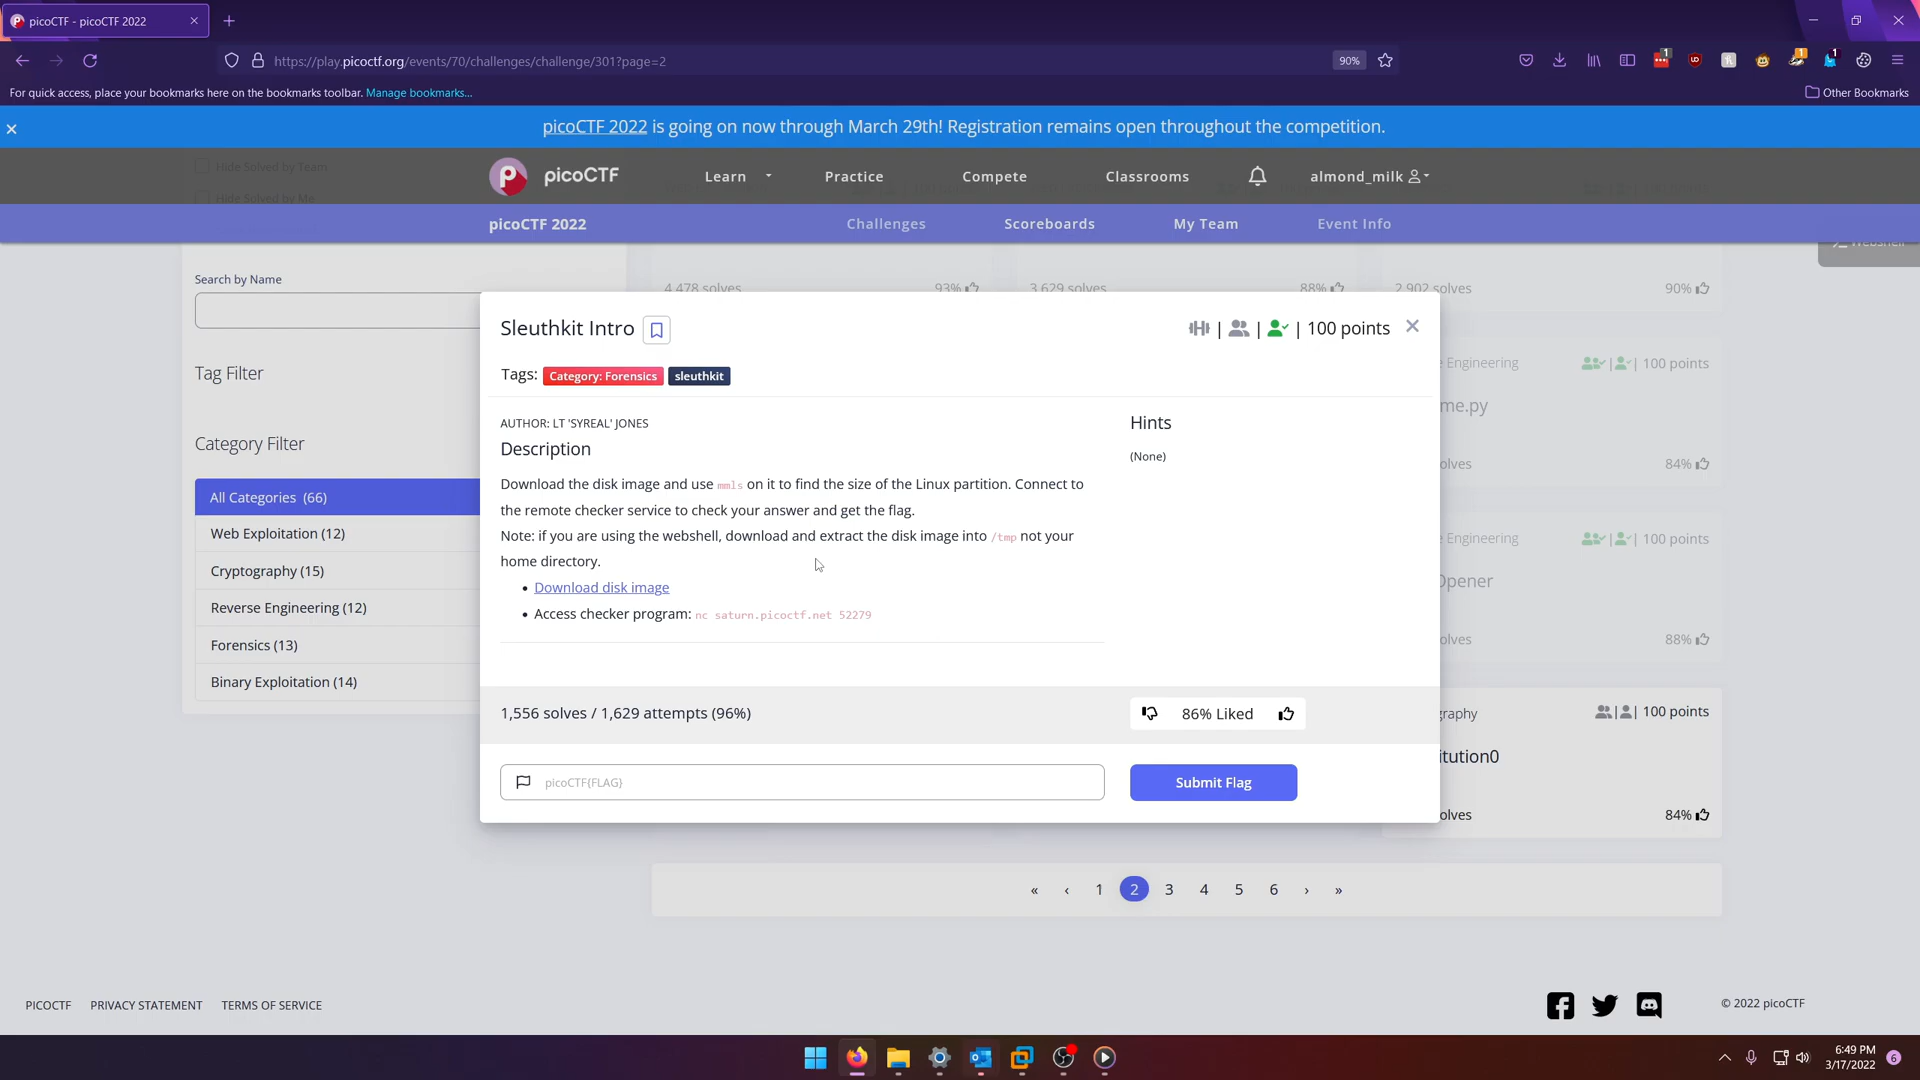 picoCTF - picoCTF 2022
https://play.picoctf.org/events/70/challenges/challenge/301?page=2
90%
1
1
1
For quick access, place your bookmarks here on the bookmarks toolbar. Manage bookmarks...
Other Bookmarks
picoCTF 2022 is going on now through March 29th! Registration remains open throughout the competition.
Hide Solved by Team
Hide Solved by Me
picoCTF
Learn
Practice
Compete
Classrooms
almond_milk
picoCTF 2022
Challenges
Scoreboards
My Team
Event Info
Webshell
Search by Name
4,478 solves
93%
3,629 solves
88%
2,902 solves
90%
Tag Filter
Category Filter
All Categories (66)
Web Exploitation (12)
Cryptography (15)
Reverse Engineering (12)
Forensics (13)
Binary Exploitation (14)
Sleuthkit Intro
| | 100 points
Tags: Category: Forensics sleuthkit
AUTHOR: LT 'SYREAL' JONES
Description
Download the disk image and use mmls on it to find the size of the Linux partition. Connect to
the remote checker service to check your answer and get the flag.
Note: if you are using the webshell, download and extract the disk image into /tmp not your
home directory.
• Download disk image
• Access checker program: nc saturn.picoctf.net 52279
Hints
(None)
1,556 solves / 1,629 attempts (96%)
86% Liked
picoCTF{FLAG}
Submit Flag
e Engineering
| | 100 points
me.py
olves
84%
e Engineering
| | 100 points
Opener
olves
88%
raphy
| | 100 points
itution0
olves
84%
« ‹ 1 2 3 4 5 6 › »
PICOCTF
PRIVACY STATEMENT
TERMS OF SERVICE
© 2022 picoCTF
6:49 PM
3/17/2022
6